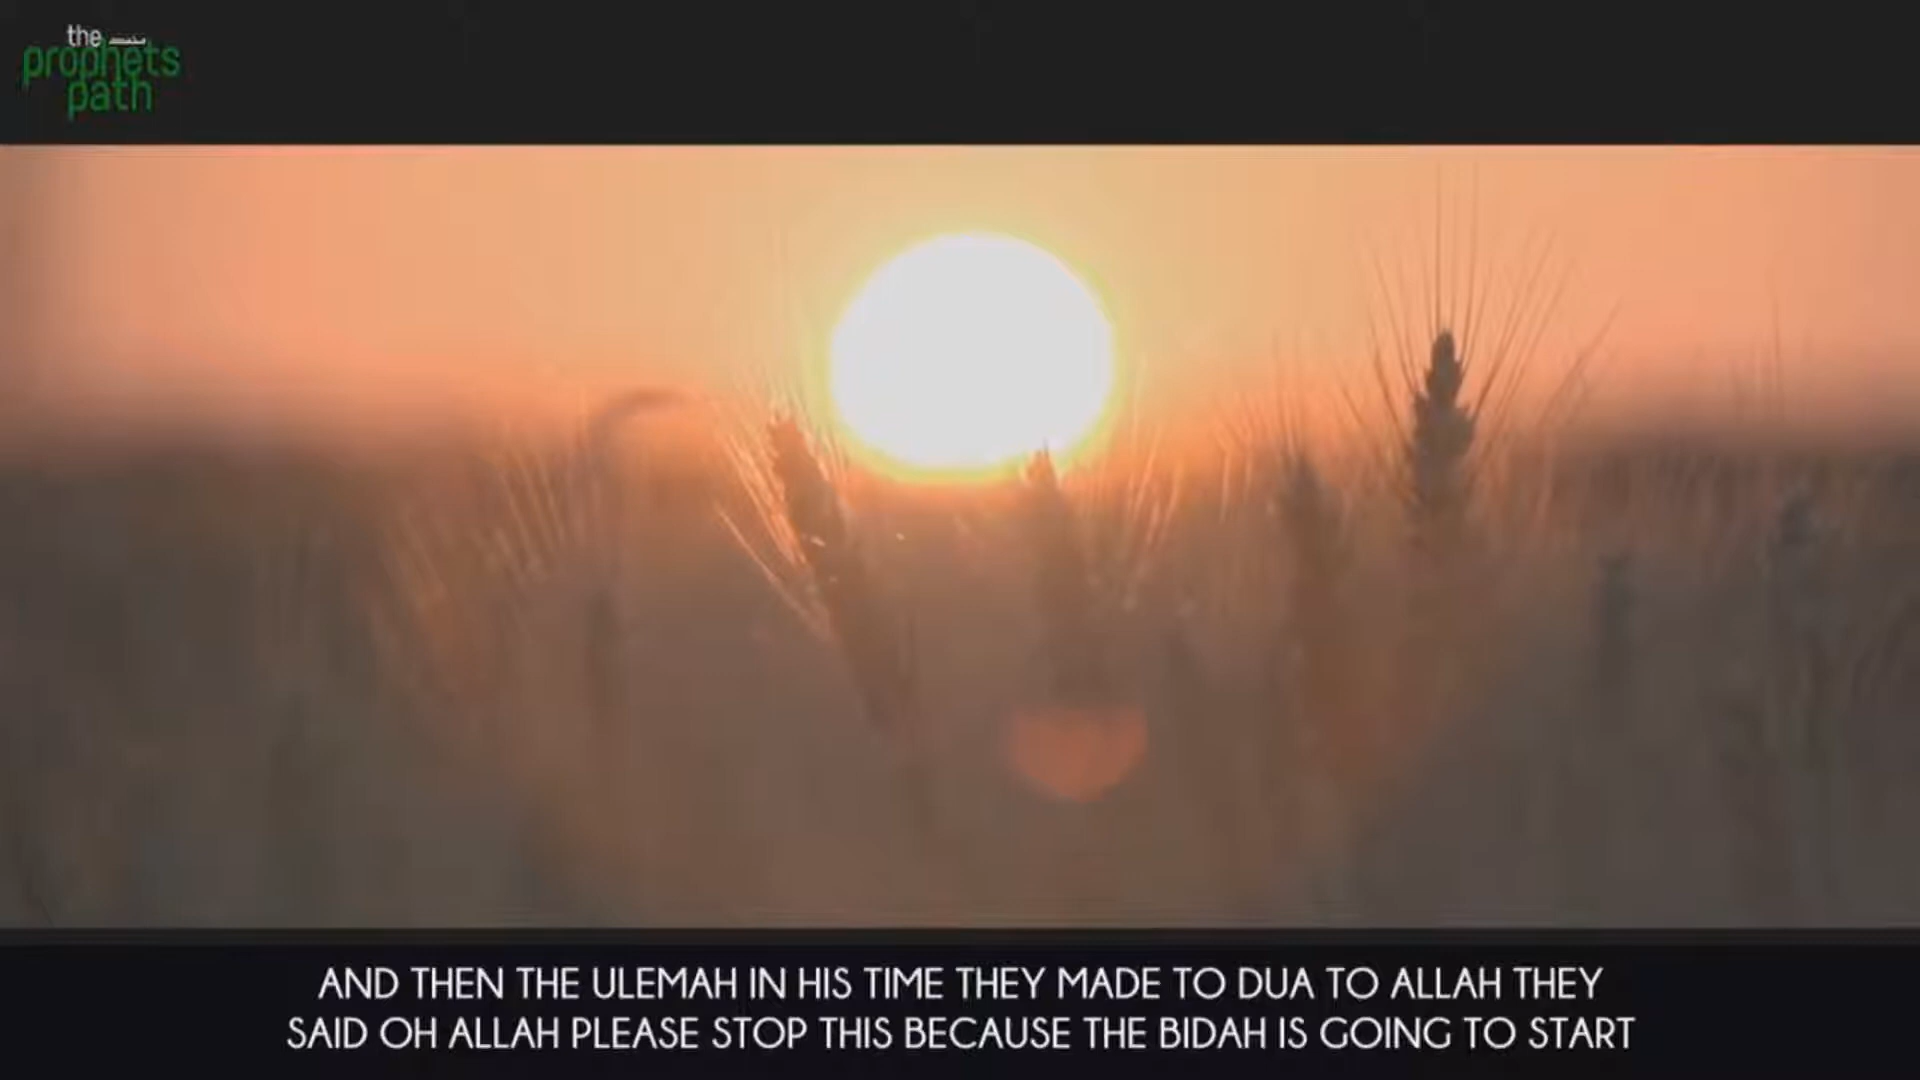 the
prophets
path
AND THEN THE ULEMAH IN HIS TIME THEY MADE TO DUA TO ALLAH THEY
SAID OH ALLAH PLEASE STOP THIS BECAUSE THE BIDAH IS GOING TO START